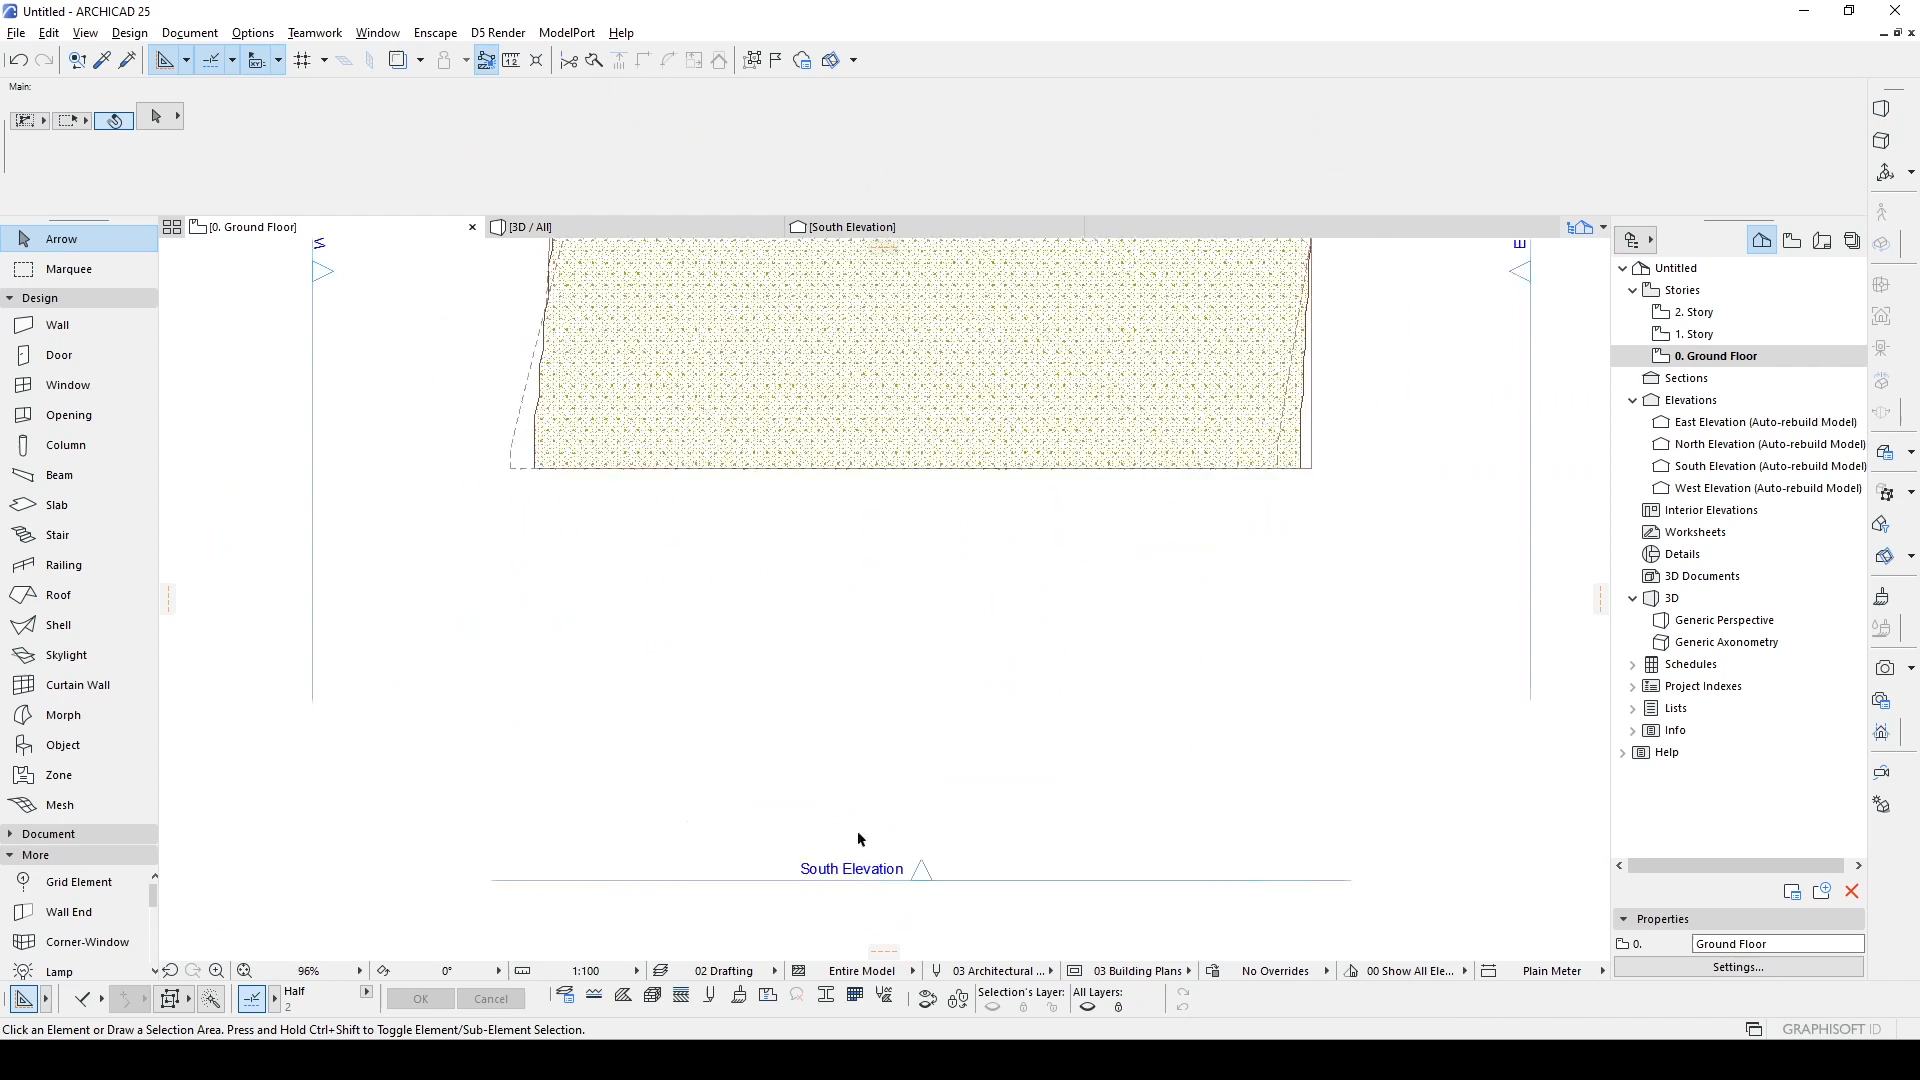 Untitled - ARCHICAD 25
File Edit View Design Document Options Teamwork Window Enscape D5 Render ModelPort Help
Main:
[0. Ground Floor]
[3D / All]
[South Elevation]
Arrow
Marquee
Design
Wall
Door
Window
Opening
Column
Beam
Slab
Stair
Railing
Roof
Shell
Skylight
Curtain Wall
Morph
Object
Zone
Mesh
Document
More
Grid Element
Wall End
Corner-Window
Lamp
South Elevation
Untitled
Stories
2. Story
1. Story
0. Ground Floor
Sections
Elevations
East Elevation (Auto-rebuild Model)
North Elevation (Auto-rebuild Model)
South Elevation (Auto-rebuild Model)
West Elevation (Auto-rebuild Model)
Interior Elevations
Worksheets
Details
3D Documents
3D
Generic Perspective
Generic Axonometry
Schedules
Project Indexes
Lists
Info
Help
Properties
0. Ground Floor
Settings...
96% 0° 1:100 02 Drafting Entire Model 03 Architectural ... 03 Building Plans No Overrides 00 Show All Ele... Plain Meter
Half
2
OK Cancel
Selection's Layer: All Layers:
Click an Element or Draw a Selection Area. Press and Hold Ctrl+Shift to Toggle Element/Sub-Element Selection.
GRAPHISOFT ID